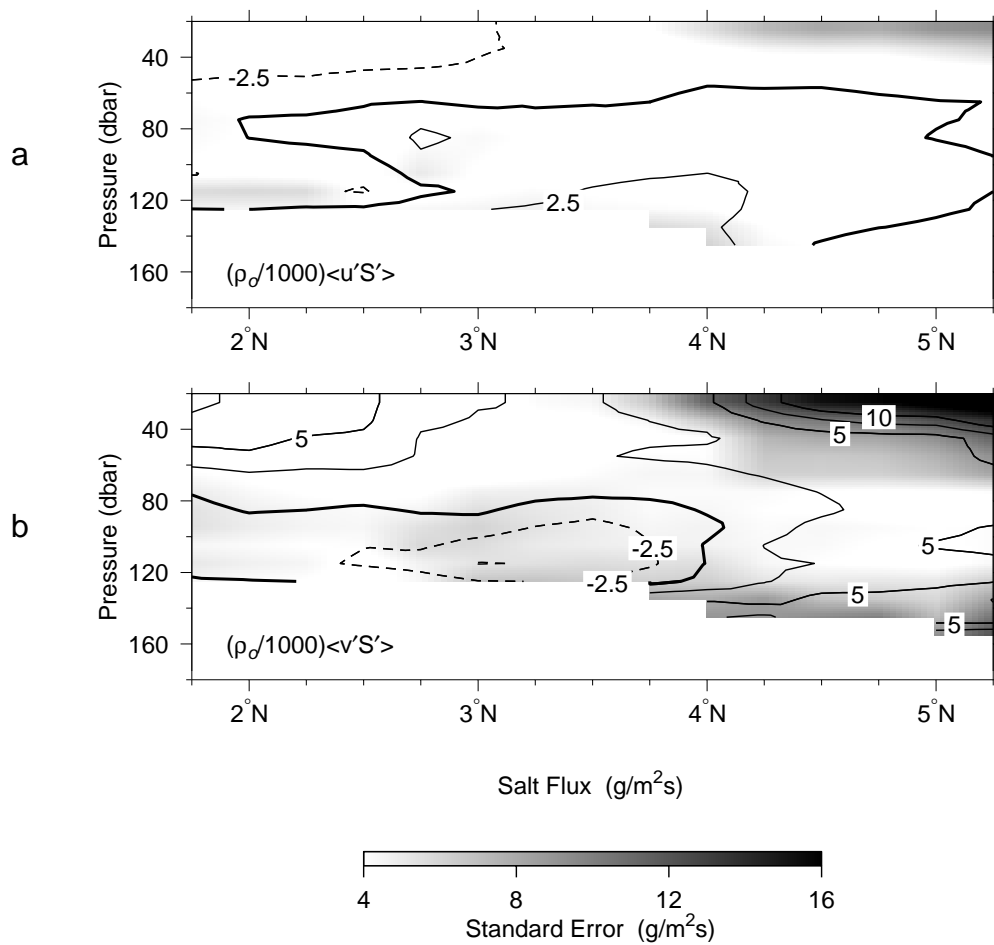 a
Pressure (dbar)
40
80
120
160
-2.5
2.5
(ρo/1000)<u′S′>
2°N 3°N 4°N 5°N
b
Pressure (dbar)
40
80
120
160
5
10
5
-2.5
5
-2.5
5
5
(ρo/1000)<v′S′>
2°N 3°N 4°N 5°N
Salt Flux (g/m²s)
4 8 12 16
Standard Error (g/m²s)